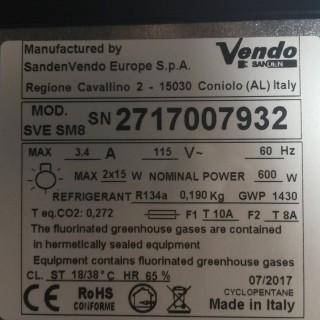 Manufactured by
SandenVendo Europe S.p.A.
Vendo
SANDEN
Regione Cavallino 2 - 15030 Coniolo (AL) Italy
MOD.
SVE SM8
SN 2717007932
MAX 3.4 A 115 V~ 60 Hz
MAX 2x15 W NOMINAL POWER 600 W
REFRIGERANT R134a 0,190 Kg GWP 1430
T eq.CO2: 0,272 F1 T 10A F2 T 8A
The fluorinated greenhouse gases are contained
in hermetically sealed equipment
Equipment contains fluorinated greenhouse gases
CL. ST 18/38°C HR 65 %
07/2017
CYCLOPENTANE
CE RoHS
CONFORME
Made in Italy